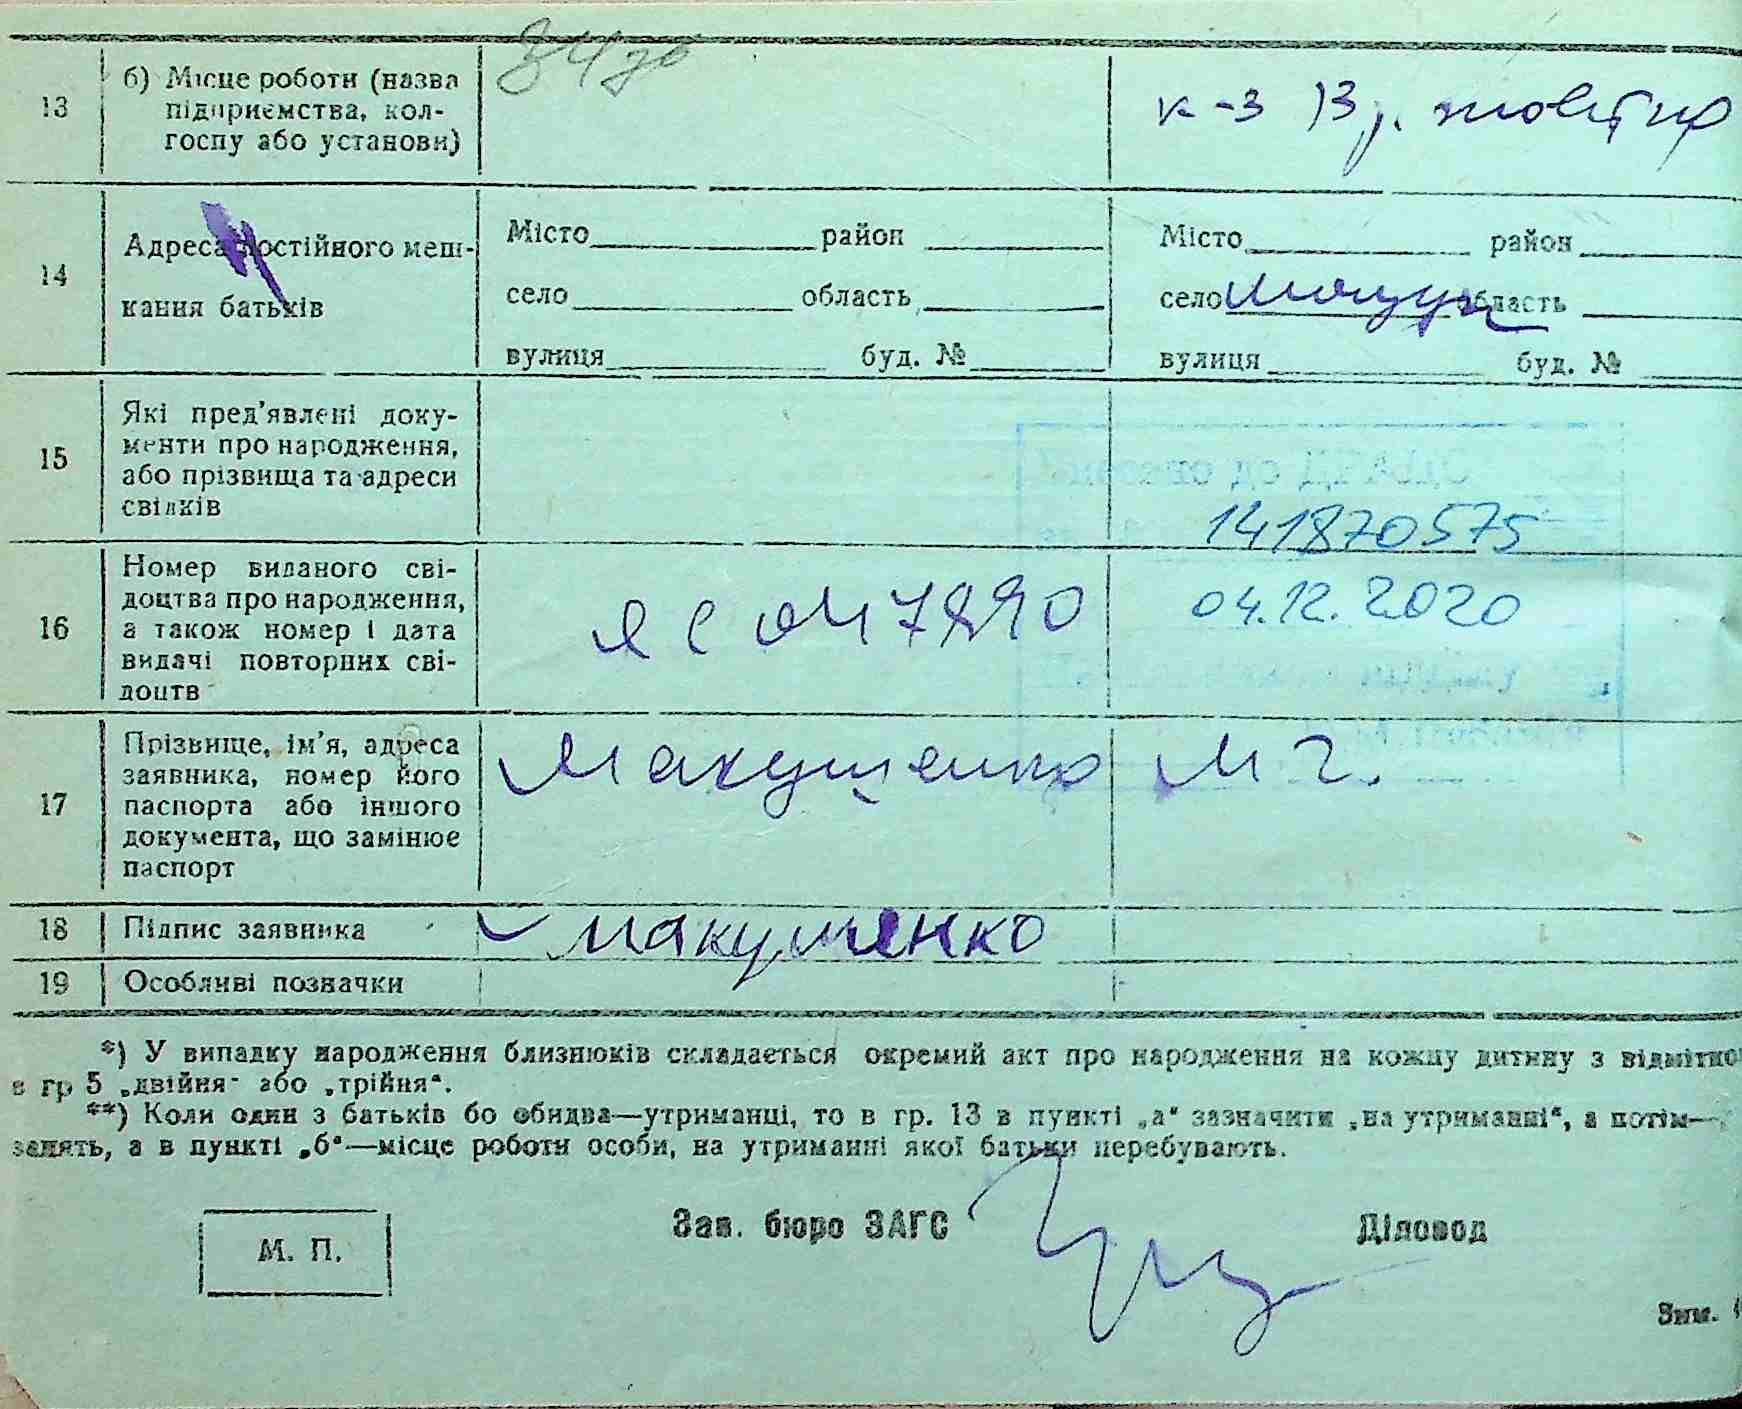 13
б) Місце роботи (назва
підприємства, кол-
госпу або установи)
к-з 13 р. жовтня
14
Адреса постійного меш-
кання батьків
Місто район
село область
вулиця буд. №
Місто район
село Мощун область
вулиця буд. №
15
Які пред'явлені доку-
менти про народження,
або прізвища та адреси
свідків
141870575
16
Номер виданого сві-
доцтва про народження,
а також номер і дата
видачі повторних сві-
доцтв
04.12.2020
17
Прізвище, ім'я, адреса
заявника, номер його
паспорта або іншого
документа, що замінює
паспорт
Макушенко М Г.
18
Підпис заявника
Макушенко
19
Особливі позначки
*) У випадку народження близнюків складається окремий акт про народження на кожну дитину з відмітко
в гр 5 „двійня" або „трійня".
**) Коли один з батьків бо обидва—утриманці, то в гр. 13 в пункті „а" зазначити „на утриманні", а потім—
занять, а в пункті „б"—місце роботи особи, на утриманні якої батьки перебувають.
М. П.
Зав. бюро ЗАГС
Діловод
Зам.